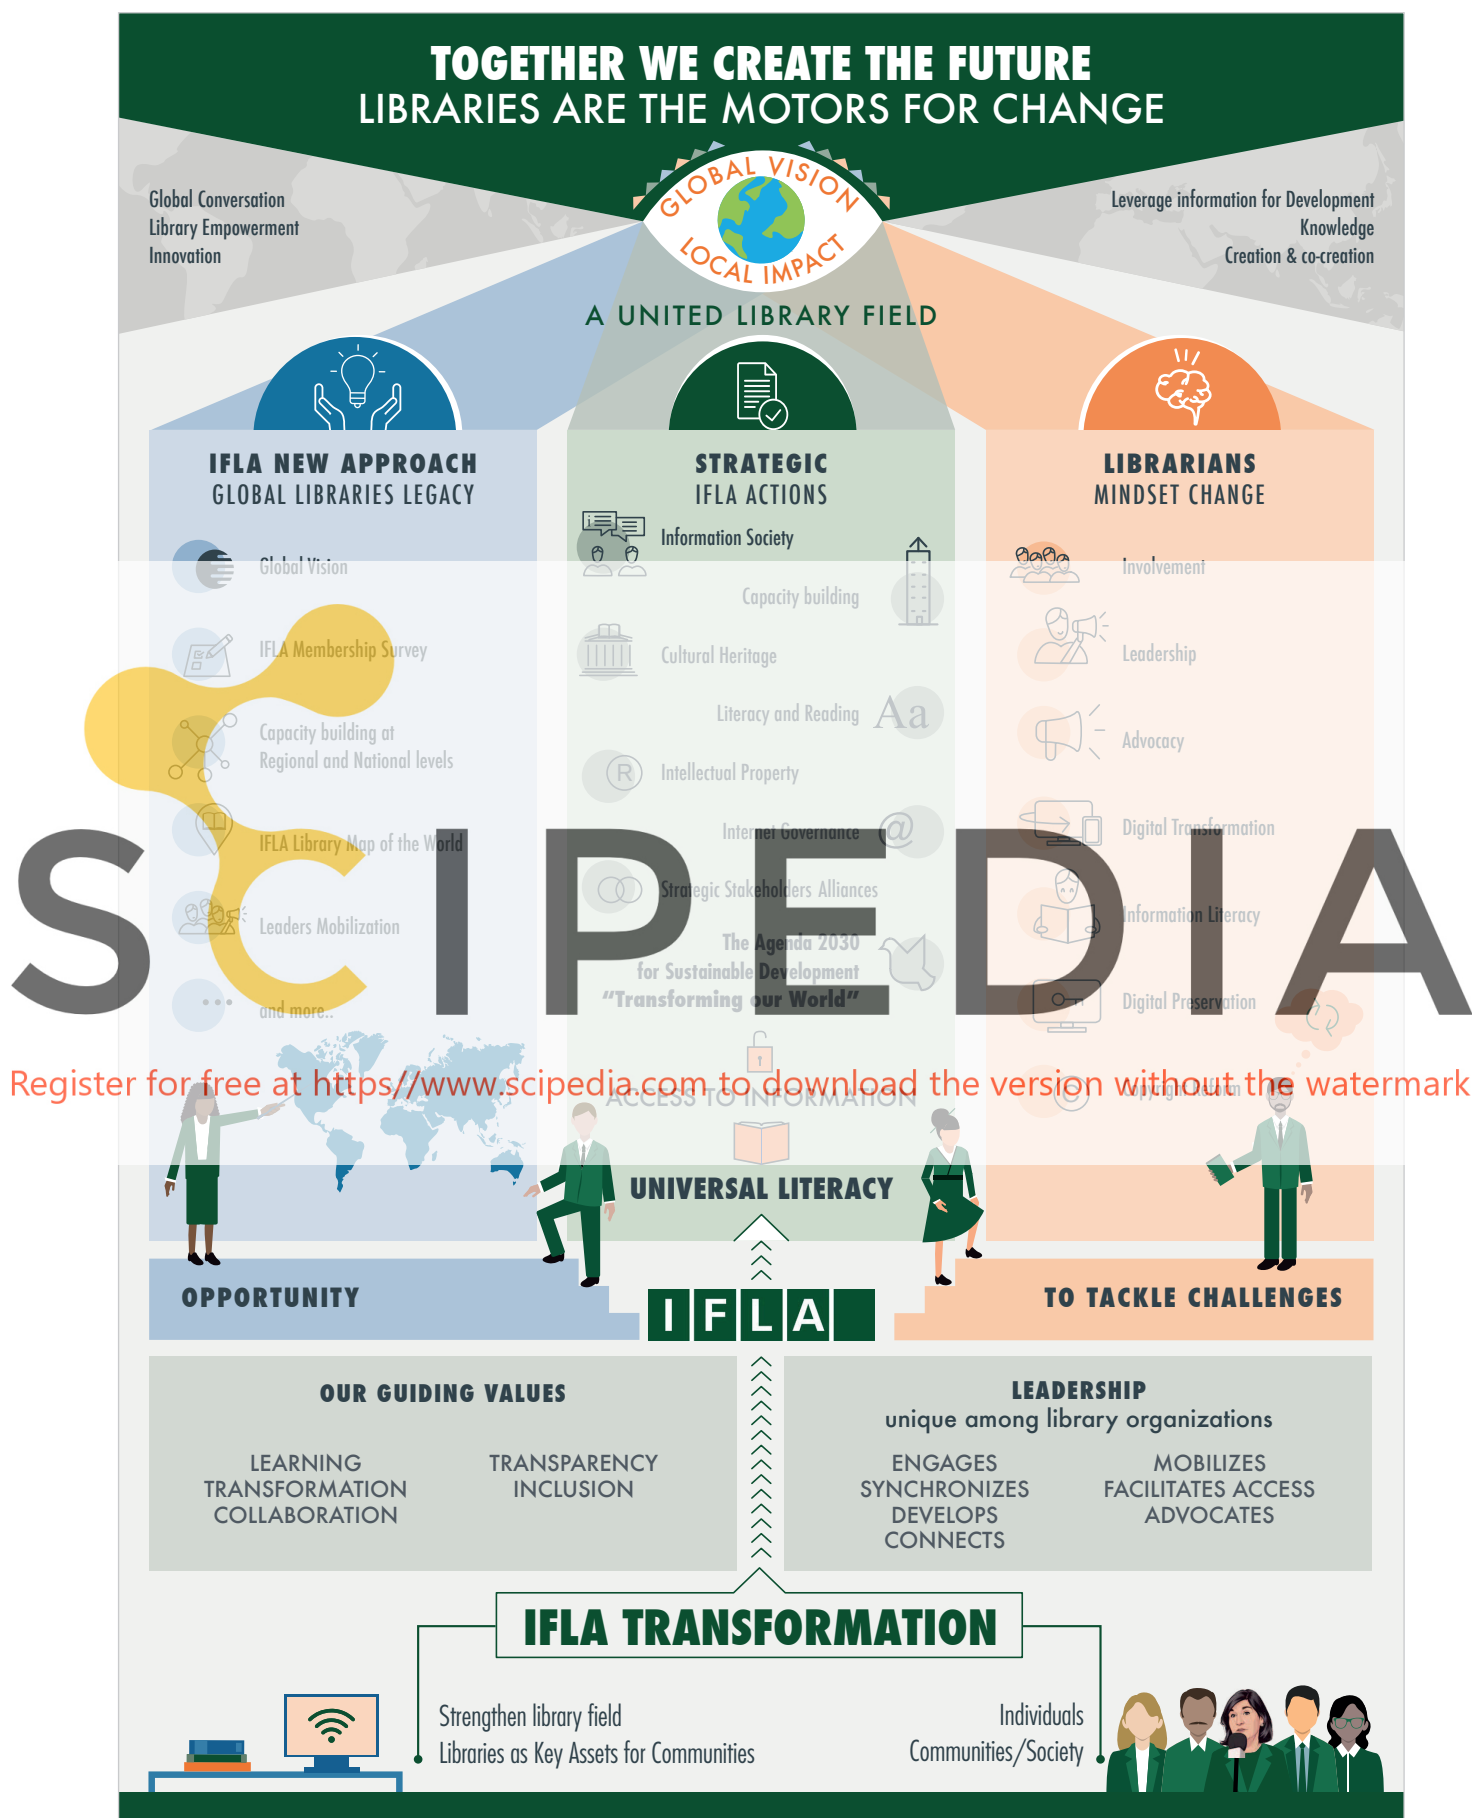 TOGETHER WE CREATE THE FUTURE
LIBRARIES ARE THE MOTORS FOR CHANGE
Global Conversation
Library Empowerment
Innovation
GLOBAL VISION
LOCAL IMPACT
Leverage information for Development
Knowledge
Creation & co-creation
A UNITED LIBRARY FIELD
IFLA NEW APPROACH
GLOBAL LIBRARIES LEGACY
Global Vision
IFLA Membership Survey
Capacity building at
Regional and National levels
IFLA Library Map of the World
Leaders Mobilization
and more..
STRATEGIC
IFLA ACTIONS
Information Society
Capacity building
Cultural Heritage
Literacy and Reading
Aa
Intellectual Property
R
Internet Governance
@
Strategic Stakeholders Alliances
The Agenda 2030
for Sustainable Development
“Transforming our World”
ACCESS TO INFORMATION
UNIVERSAL LITERACY
LIBRARIANS
MINDSET CHANGE
Involvement
Leadership
Advocacy
Digital Transformation
Information Literacy
Digital Preservation
©
Copyright Reform
SCIPEDIA
Register for free at https//www.scipedia.com to download the version without the watermark
OPPORTUNITY
IFLA
TO TACKLE CHALLENGES
OUR GUIDING VALUES
LEARNING
TRANSFORMATION
COLLABORATION
TRANSPARENCY
INCLUSION
LEADERSHIP
unique among library organizations
ENGAGES
SYNCHRONIZES
DEVELOPS
CONNECTS
MOBILIZES
FACILITATES ACCESS
ADVOCATES
IFLA TRANSFORMATION
Strengthen library field
Libraries as Key Assets for Communities
Individuals
Communities/Society